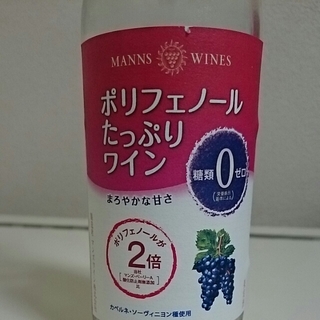 MANNS WINES
ポリフェノール
たっぷり
ワイン
糖類0ゼロ
まろやかな甘さ
ポリフェノールが
2倍
カベルネ・ソーヴィニヨン種使用